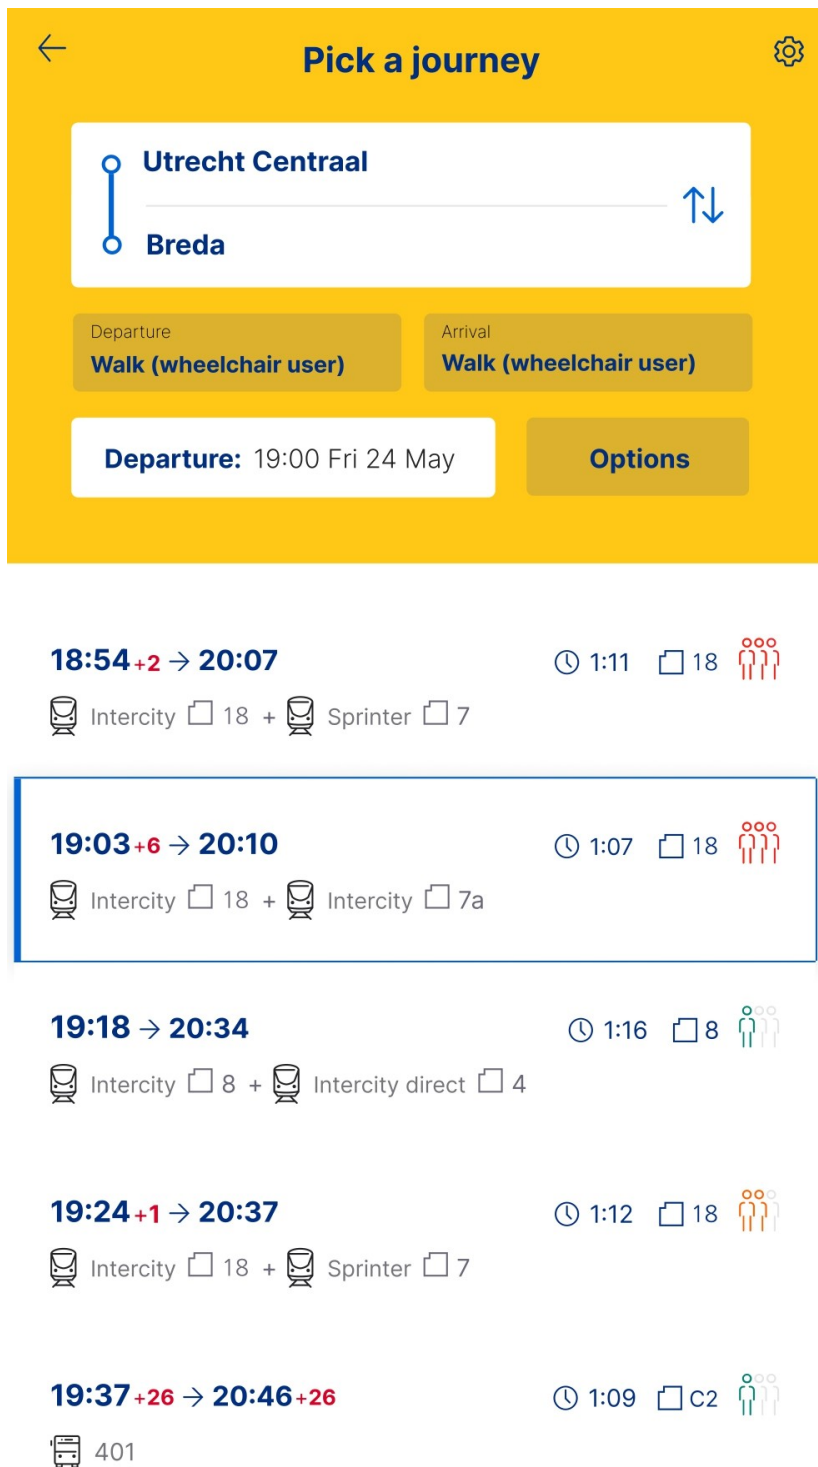 Pick a journey
Utrecht Centraal
Breda
Departure
Walk (wheelchair user)
Arrival
Walk (wheelchair user)
Departure: 19:00 Fri 24 May
Options
18:54 +2 → 20:07 1:11 18
Intercity 18 + Sprinter 7
19:03 +6 → 20:10 1:07 18
Intercity 18 + Intercity 7a
19:18 → 20:34 1:16 8
Intercity 8 + Intercity direct 4
19:24 +1 → 20:37 1:12 18
Intercity 18 + Sprinter 7
19:37 +26 → 20:46 +26 1:09 C2
401